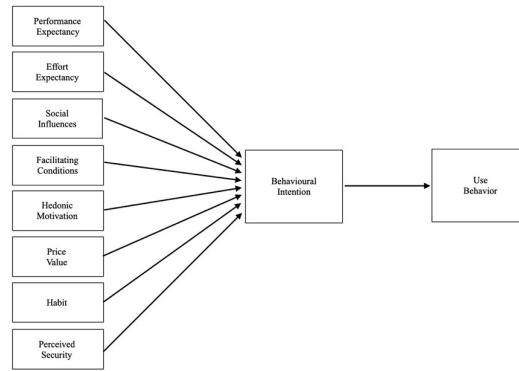 Performance
Expectancy
Effort
Expectancy
Social
Influences
Facilitating
Conditions
Hedonic
Motivation
Price
Value
Habit
Perceived
Security
Behavioural
Intention
Use
Behavior